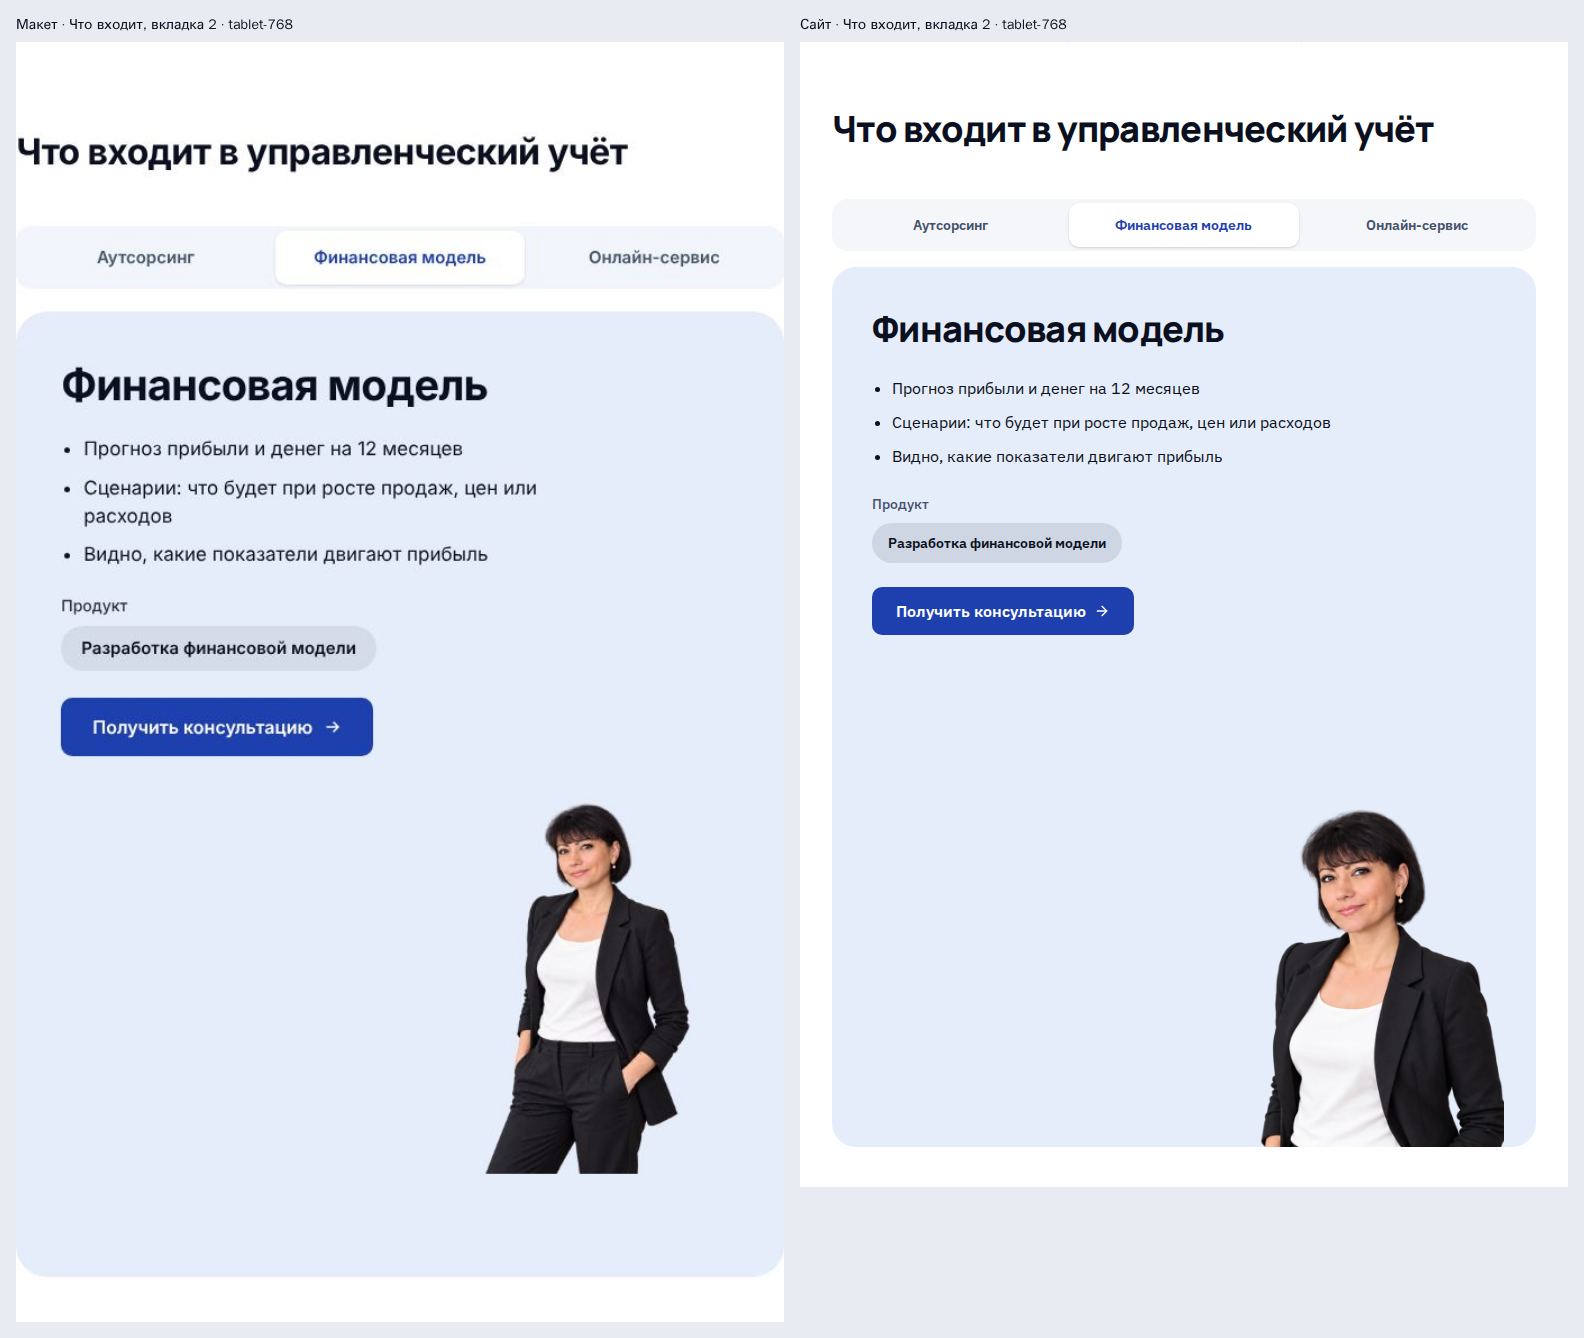 Макет · Что входит, вкладка 2 · tablet-768
Что входит в управленческий учёт
Аутсорсинг
Финансовая модель
Онлайн-сервис
Финансовая модель
• Прогноз прибыли и денег на 12 месяцев
• Сценарии: что будет при росте продаж, цен или
расходов
• Видно, какие показатели двигают прибыль
Продукт
Разработка финансовой модели
Получить консультацию →
Сайт · Что входит, вкладка 2 · tablet-768
Что входит в управленческий учёт
Аутсорсинг
Финансовая модель
Онлайн-сервис
Финансовая модель
• Прогноз прибыли и денег на 12 месяцев
• Сценарии: что будет при росте продаж, цен или расходов
• Видно, какие показатели двигают прибыль
Продукт
Разработка финансовой модели
Получить консультацию →